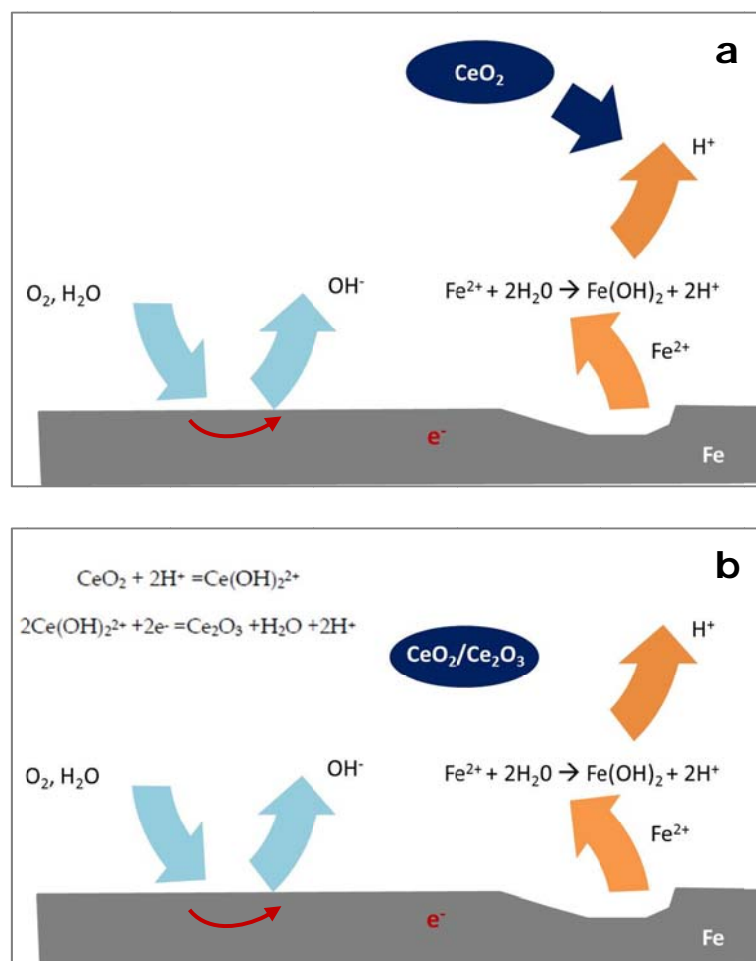 a
CeO₂
H⁺
O₂, H₂O
OH⁻
Fe²⁺ + 2H₂0 → Fe(OH)₂ + 2H⁺
Fe²⁺
e⁻
Fe
b
CeO₂ + 2H⁺ =Ce(OH)₂²⁺
2Ce(OH)₂²⁺ +2e⁻ =Ce₂O₃ +H₂O +2H⁺
H⁺
CeO₂/Ce₂O₃
O₂, H₂O
OH⁻
Fe²⁺ + 2H₂0 → Fe(OH)₂ + 2H⁺
Fe²⁺
e⁻
Fe